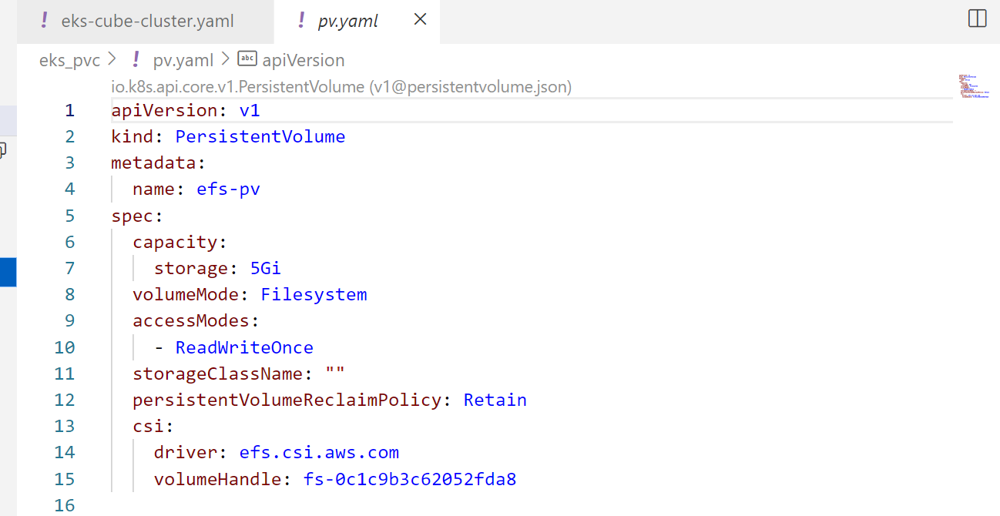 ! eks-cube-cluster.yaml ! pv.yaml ×
eks_pvc > ! pv.yaml > abc apiVersion
io.k8s.api.core.v1.PersistentVolume (v1@persistentvolume.json)
1 apiVersion: v1
2 kind: PersistentVolume
3 metadata:
4   name: efs-pv
5 spec:
6   capacity:
7     storage: 5Gi
8   volumeMode: Filesystem
9   accessModes:
10     - ReadWriteOnce
11   storageClassName: ""
12   persistentVolumeReclaimPolicy: Retain
13   csi:
14     driver: efs.csi.aws.com
15     volumeHandle: fs-0c1c9b3c62052fda8
16